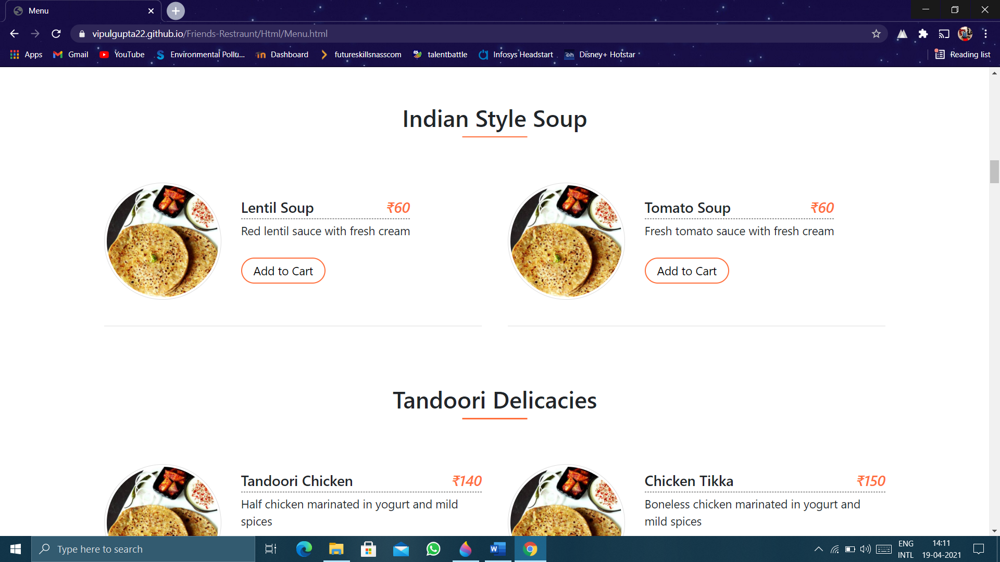 Menu
vipulgupta22.github.io/Friends-Restraunt/Html/Menu.html
Apps Gmail YouTube Environmental Pollu... Dashboard futureskillsnasscom talentbattle Infosys Headstart Disney+ Hotstar Reading list
Indian Style Soup
Lentil Soup ₹60
Red lentil sauce with fresh cream
Add to Cart
Tomato Soup ₹60
Fresh tomato sauce with fresh cream
Add to Cart
Tandoori Delicacies
Tandoori Chicken ₹140
Half chicken marinated in yogurt and mild
spices
Chicken Tikka ₹150
Boneless chicken marinated in yogurt and
mild spices
Type here to search
ENG
INTL
14:11
19-04-2021